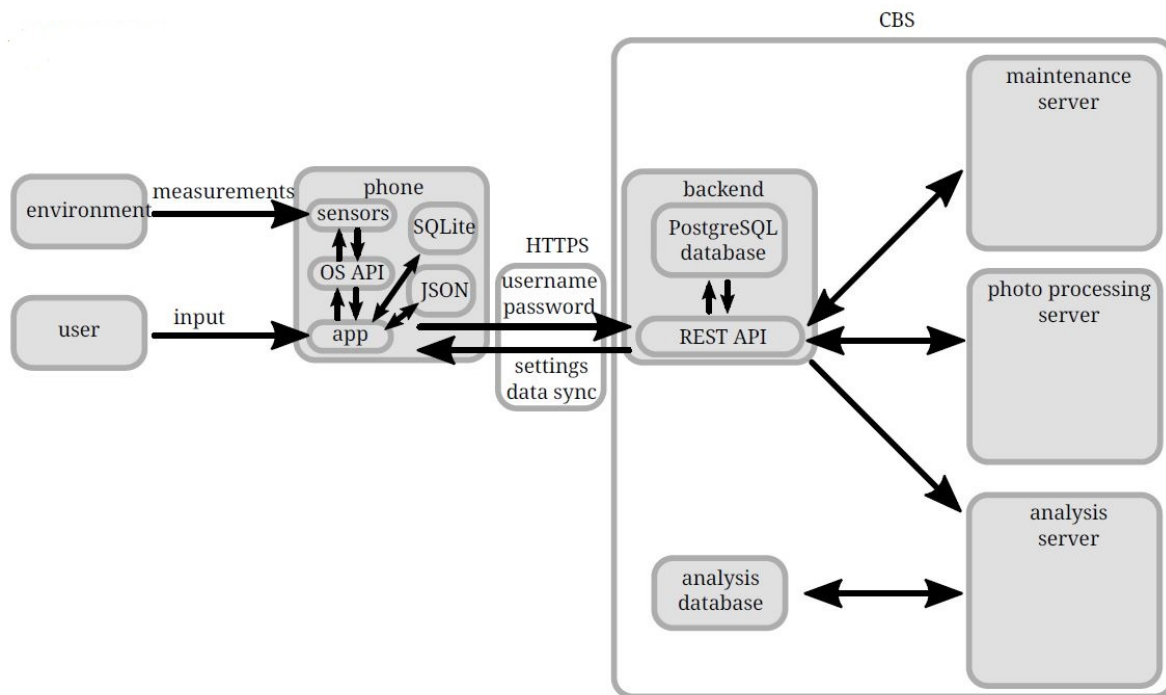 CBS
maintenance
server
measurements
environment
phone
sensors
SQLite
OS API
JSON
app
user
input
HTTPS
username
password
settings
data sync
backend
PostgreSQL
database
REST API
photo processing
server
analysis
server
analysis
database